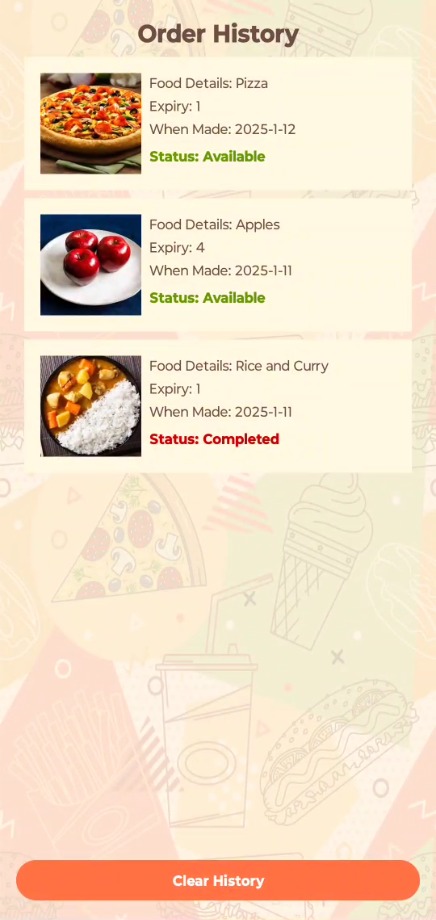 Order History
Food Details: Pizza
Expiry: 1
When Made: 2025-1-12
Status: Available
Food Details: Apples
Expiry: 4
When Made: 2025-1-11
Status: Available
Food Details: Rice and Curry
Expiry: 1
When Made: 2025-1-11
Status: Completed
Clear History